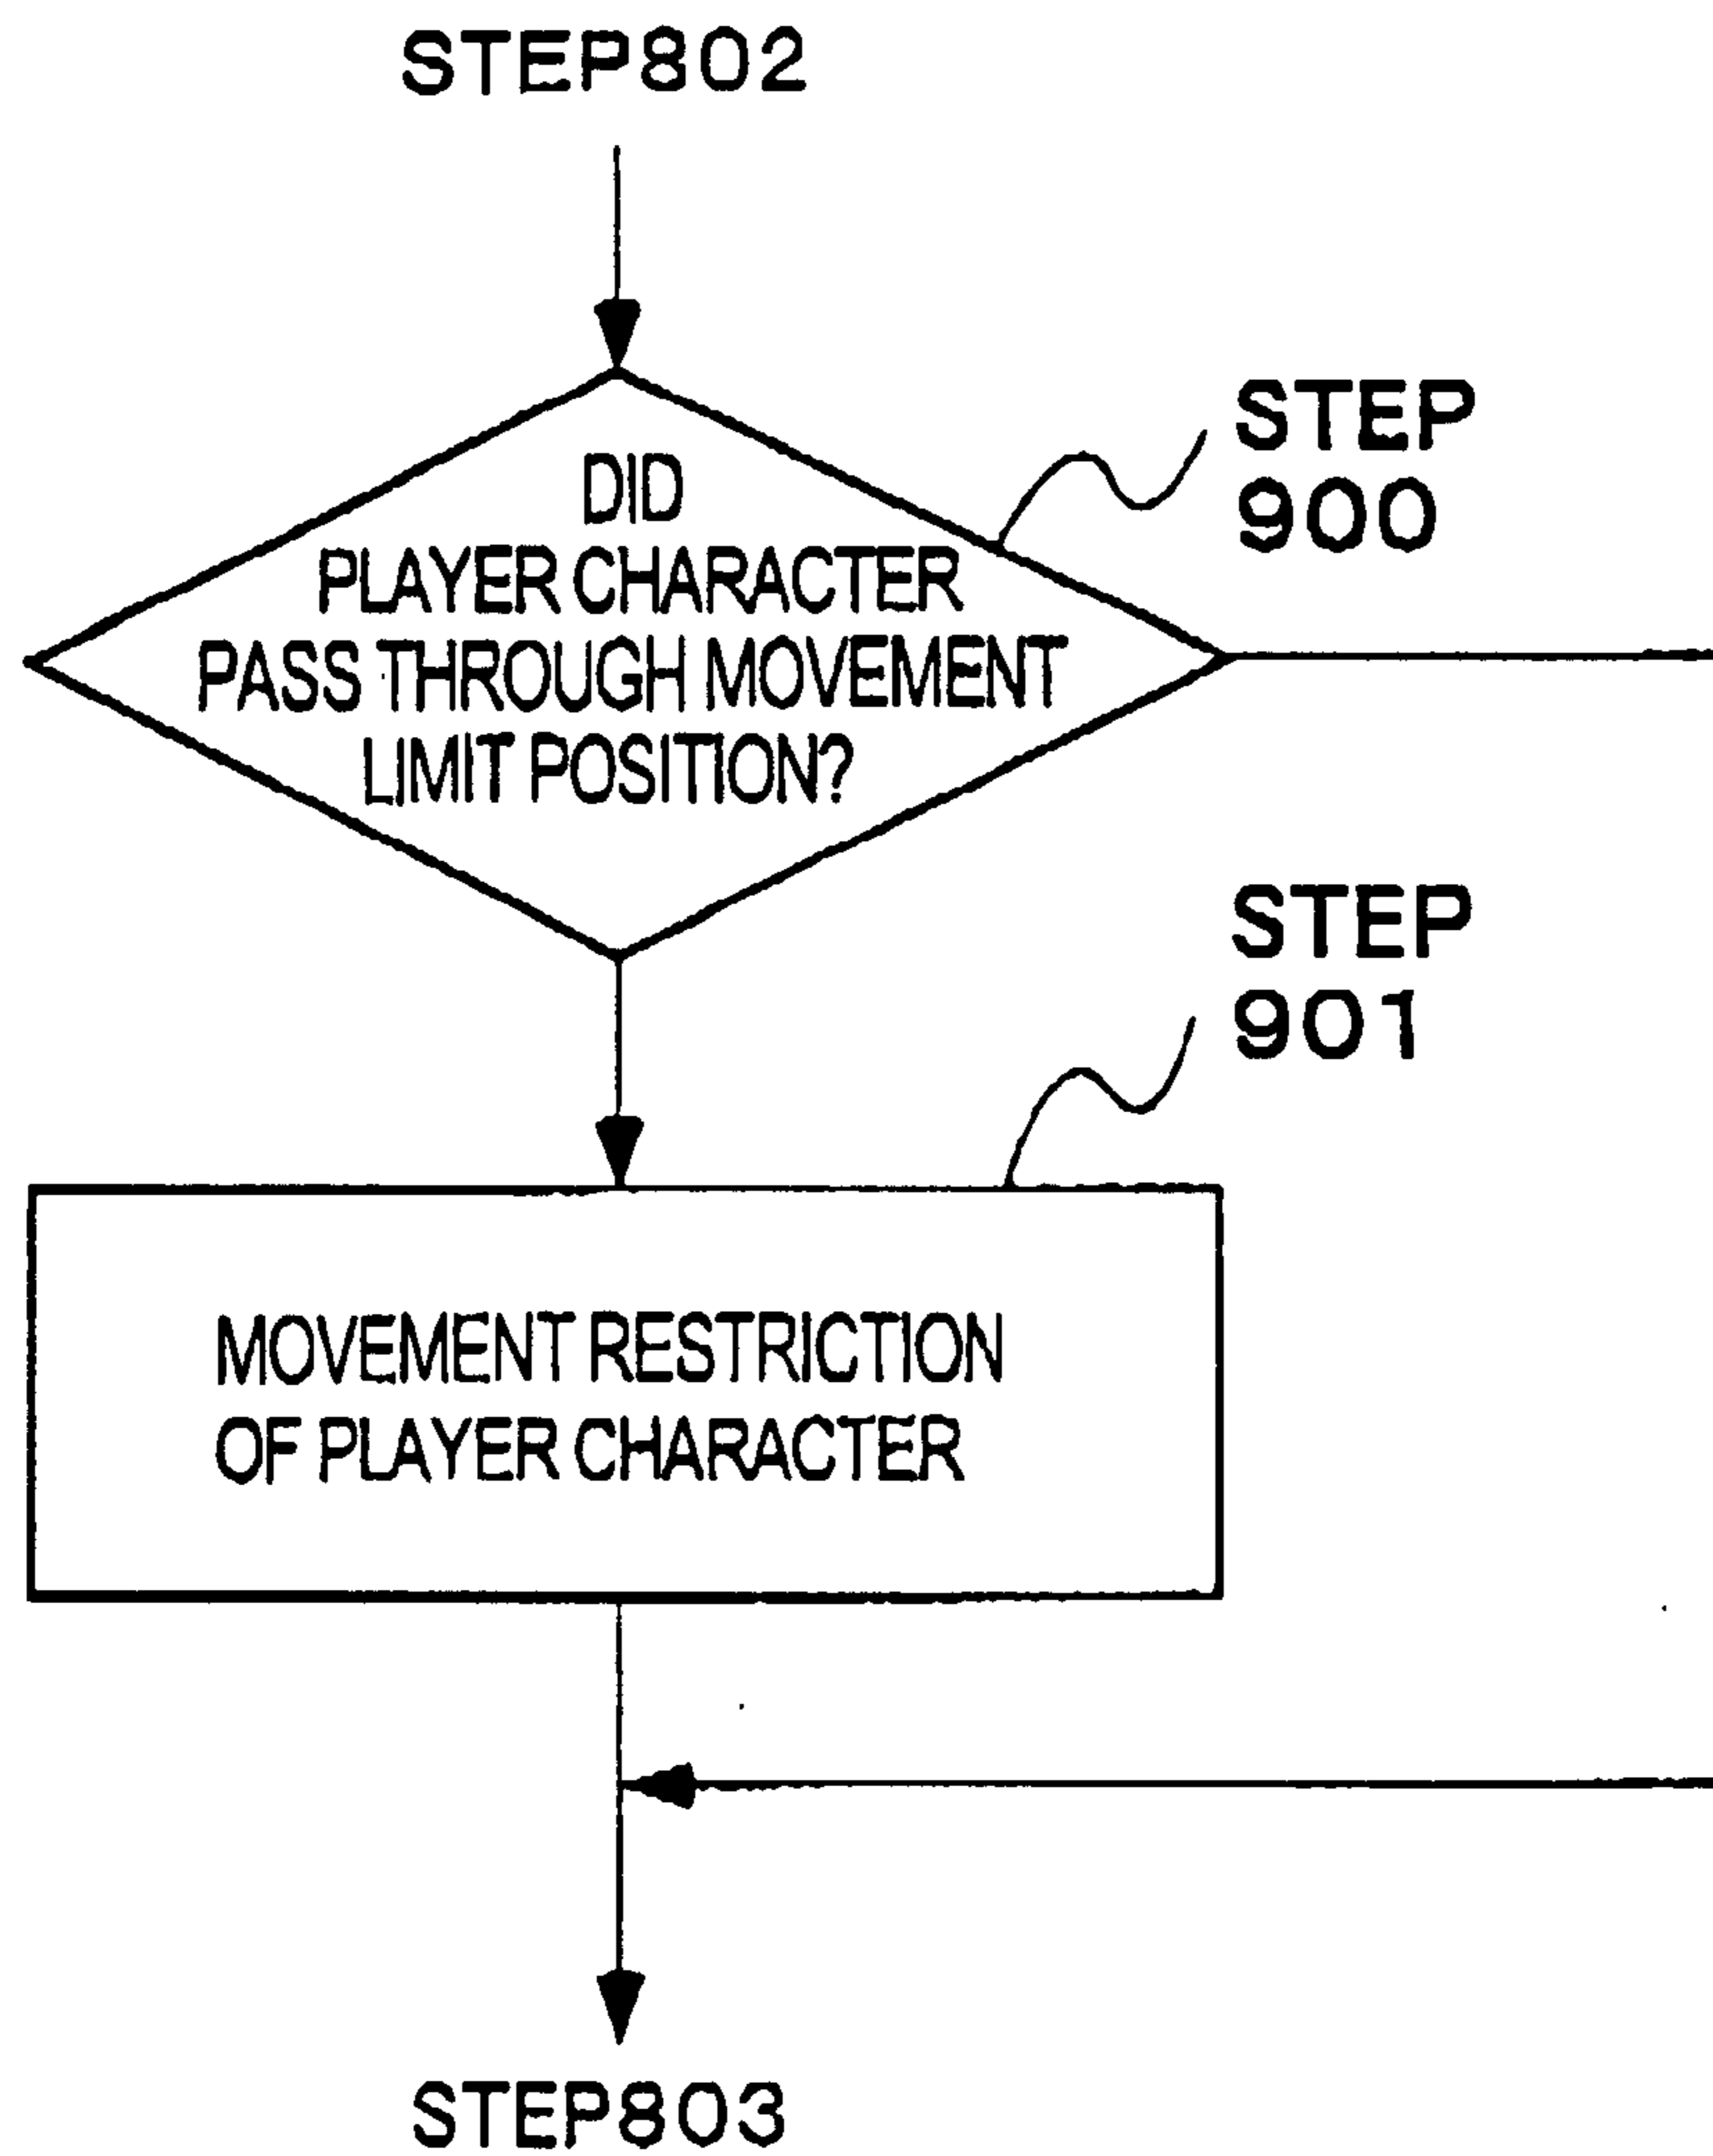 STEP802
DID
PLAYER CHARACTER
PASS THROUGH MOVEMENT
LIMIT POSITION?
STEP
900
STEP
901
MOVEMENT RESTRICTION
OF PLAYER CHARACTER
STEP803